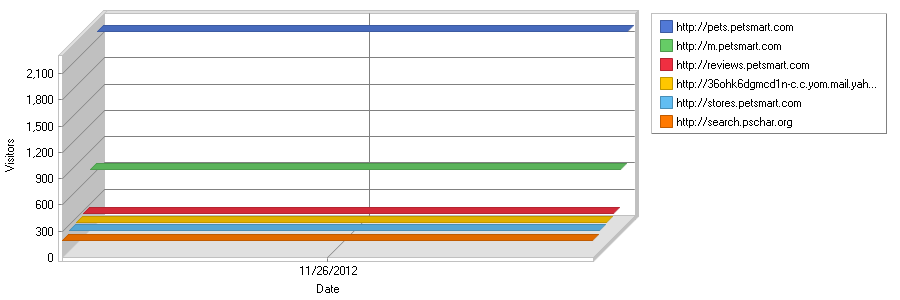 2,100
1,800
1,500
1,200
900
600
300
0
Visitors
11/26/2012
Date
http://pets.petsmart.com
http://m.petsmart.com
http://reviews.petsmart.com
http://36ohk6dgmcd1n-c.c.yom.mail.yah...
http://stores.petsmart.com
http://search.pschar.org